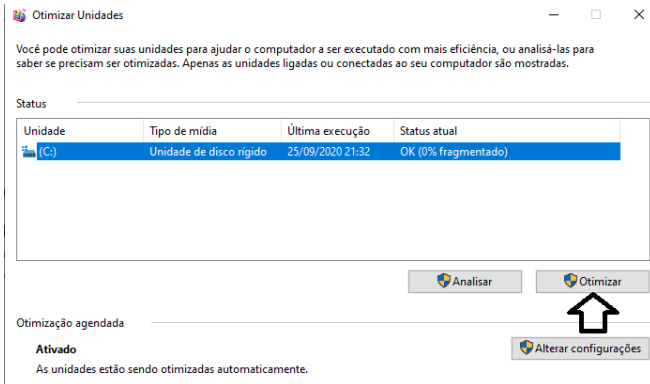 Otimizar Unidades
Você pode otimizar suas unidades para ajudar o computador a ser executado com mais eficiência, ou analisá-las para
saber se precisam ser otimizadas. Apenas as unidades ligadas ou conectadas ao seu computador são mostradas.
Status
Unidade Tipo de mídia Última execução Status atual
(C:) Unidade de disco rígido 25/09/2020 21:32 OK (0% fragmentado)
Analisar Otimizar
Otimização agendada
Ativado Alterar configurações
As unidades estão sendo otimizadas automaticamente.